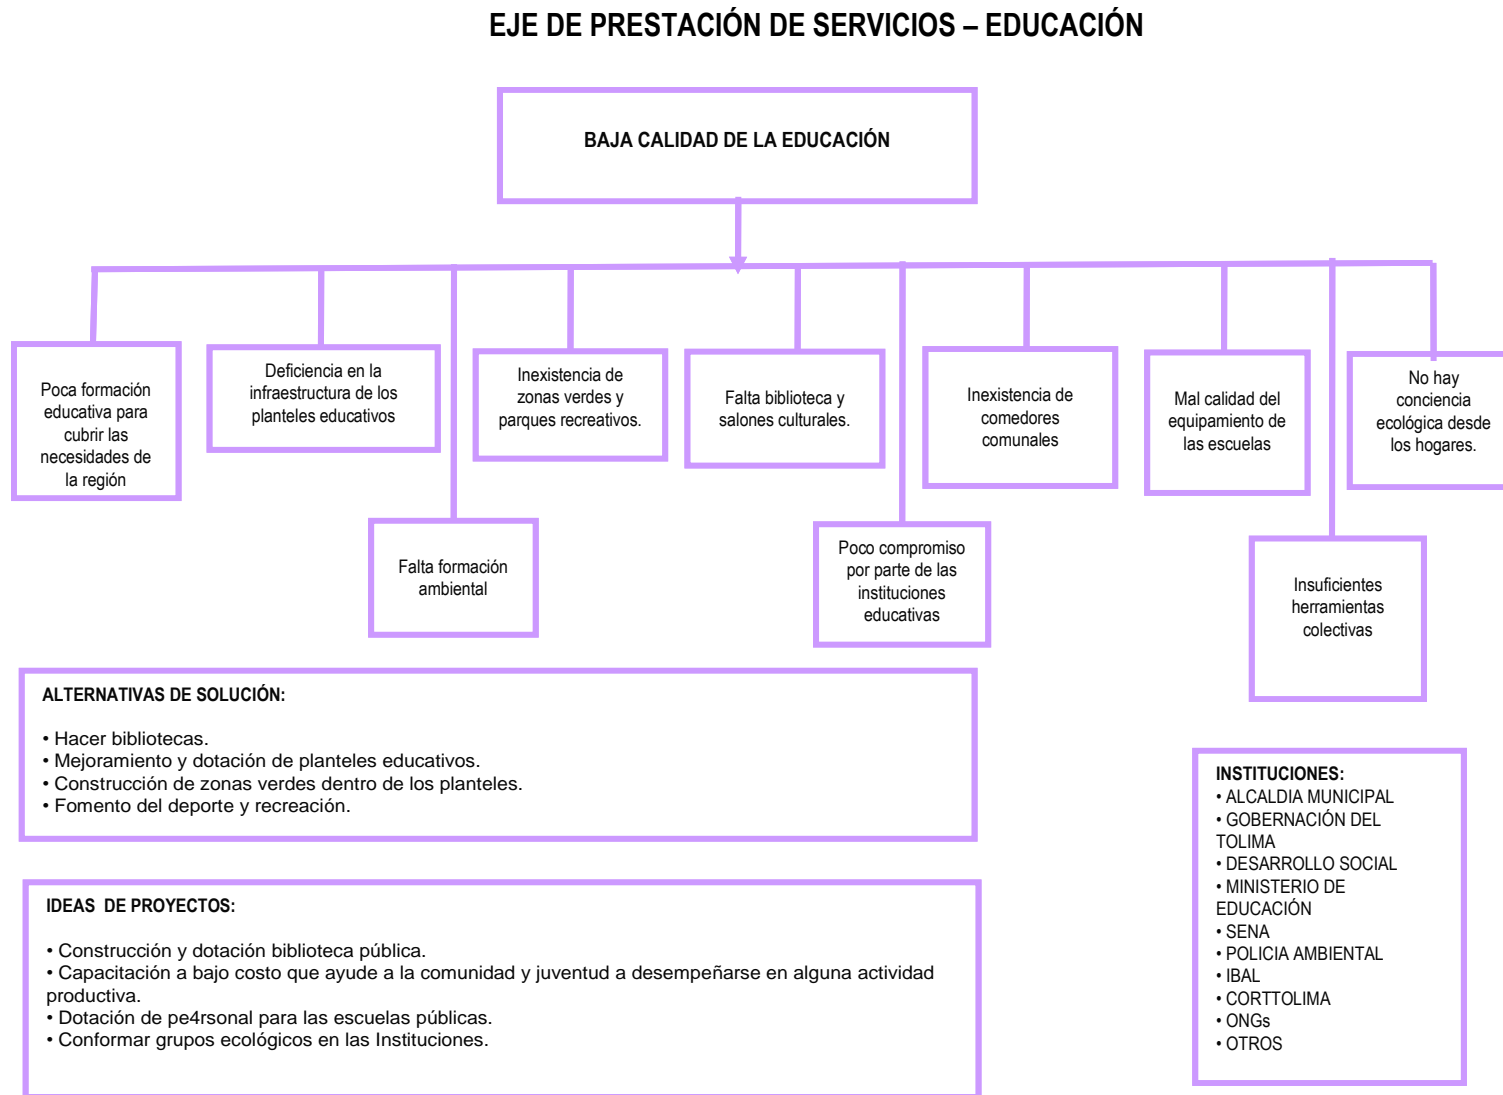 EJE DE PRESTACIÓN DE SERVICIOS – EDUCACIÓN
BAJA CALIDAD DE LA EDUCACIÓN
Poca formación
educativa para
cubrir las
necesidades de
la región
Deficiencia en la
infraestructura de los
planteles educativos
Inexistencia de
zonas verdes y
parques recreativos.
Falta biblioteca y
salones culturales.
Inexistencia de
comedores
comunales
Mal calidad del
equipamiento de
las escuelas
No hay
conciencia
ecológica desde
los hogares.
Falta formación
ambiental
Poco compromiso
por parte de las
instituciones
educativas
Insuficientes
herramientas
colectivas
ALTERNATIVAS DE SOLUCIÓN:
• Hacer bibliotecas.
• Mejoramiento y dotación de planteles educativos.
• Construcción de zonas verdes dentro de los planteles.
• Fomento del deporte y recreación.
IDEAS  DE PROYECTOS:
• Construcción y dotación biblioteca pública.
• Capacitación a bajo costo que ayude a la comunidad y juventud a desempeñarse en alguna actividad
productiva.
• Dotación de pe4rsonal para las escuelas públicas.
• Conformar grupos ecológicos en las Instituciones.
INSTITUCIONES:
• ALCALDIA MUNICIPAL
• GOBERNACIÓN DEL
TOLIMA
• DESARROLLO SOCIAL
• MINISTERIO DE
EDUCACIÓN
• SENA
• POLICIA AMBIENTAL
• IBAL
• CORTTOLIMA
• ONGs
• OTROS